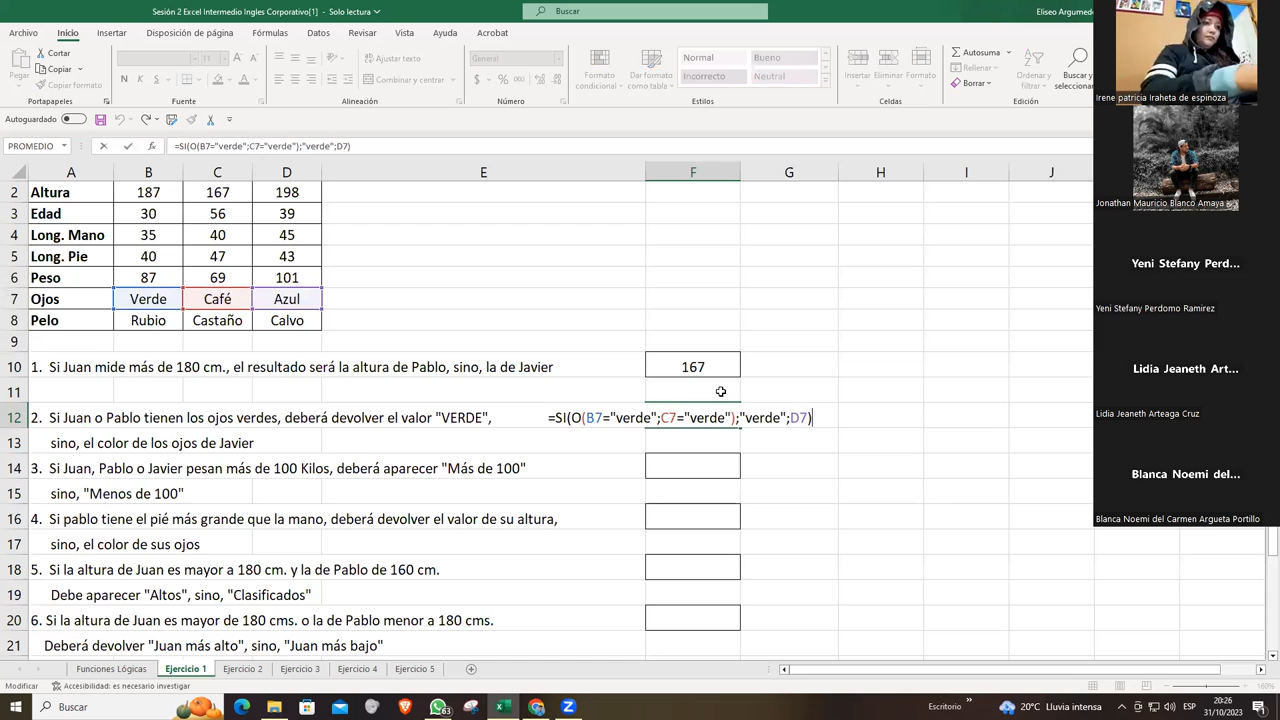 Sesión 2 Excel Intermedio Ingles Corporativo[1] - Solo lectura
Buscar
Eliseo Argumedo
Archivo Inicio Insertar Disposición de página Fórmulas Datos Revisar Vista Ayuda Acrobat
Pegar
Cortar
Copiar
Copiar formato
Portapapeles
11
N K S
Fuente
Ajustar texto
Combinar y centrar
Alineación
General
$ % 000
Número
Formato condicional
Dar formato como tabla
Normal Bueno
Incorrecto Neutral
Estilos
Insertar Eliminar Formato
Celdas
Autosuma
Rellenar
Borrar
Ordenar y filtrar
Buscar y seleccionar
Edición
Autoguardado
PROMEDIO
=SI(O(B7="verde";C7="verde");"verde";D7)
A B C D E F G H I J
2 Altura 187 167 198
3 Edad 30 56 39
4 Long. Mano 35 40 45
5 Long. Pie 40 47 43
6 Peso 87 69 101
7 Ojos Verde Café Azul
8 Pelo Rubio Castaño Calvo
9
10 1. Si Juan mide más de 180 cm., el resultado será la altura de Pablo, sino, la de Javier 167
11
12 2. Si Juan o Pablo tienen los ojos verdes, deberá devolver el valor "VERDE", =SI(O(B7="verde";C7="verde");"verde";D7)
13 sino, el color de los ojos de Javier
14 3. Si Juan, Pablo o Javier pesan más de 100 Kilos, deberá aparecer "Más de 100"
15 sino, "Menos de 100"
16 4. Si pablo tiene el pié más grande que la mano, deberá devolver el valor de su altura,
17 sino, el color de sus ojos
18 5. Si la altura de Juan es mayor a 180 cm. y la de Pablo de 160 cm.
19 Debe aparecer "Altos", sino, "Clasificados"
20 6. Si la altura de Juan es mayor de 180 cms. o la de Pablo menor a 180 cms.
21 Deberá devolver "Juan más alto", sino, "Juan más bajo"
Funciones Lógicas Ejercicio 1 Ejercicio 2 Ejercicio 3 Ejercicio 4 Ejercicio 5
Modificar Accesibilidad: es necesario investigar
160%
Buscar
63
Escritorio
20°C Lluvia intensa
ESP
20:26
31/10/2023
Irene patricia Iraheta de espinoza
Jonathan Mauricio Blanco Amaya
Yeni Stefany Perd...
Yeni Stefany Perdomo Ramirez
Lidia Jeaneth Art...
Lidia Jeaneth Arteaga Cruz
Blanca Noemi del...
Blanca Noemi del Carmen Argueta Portillo